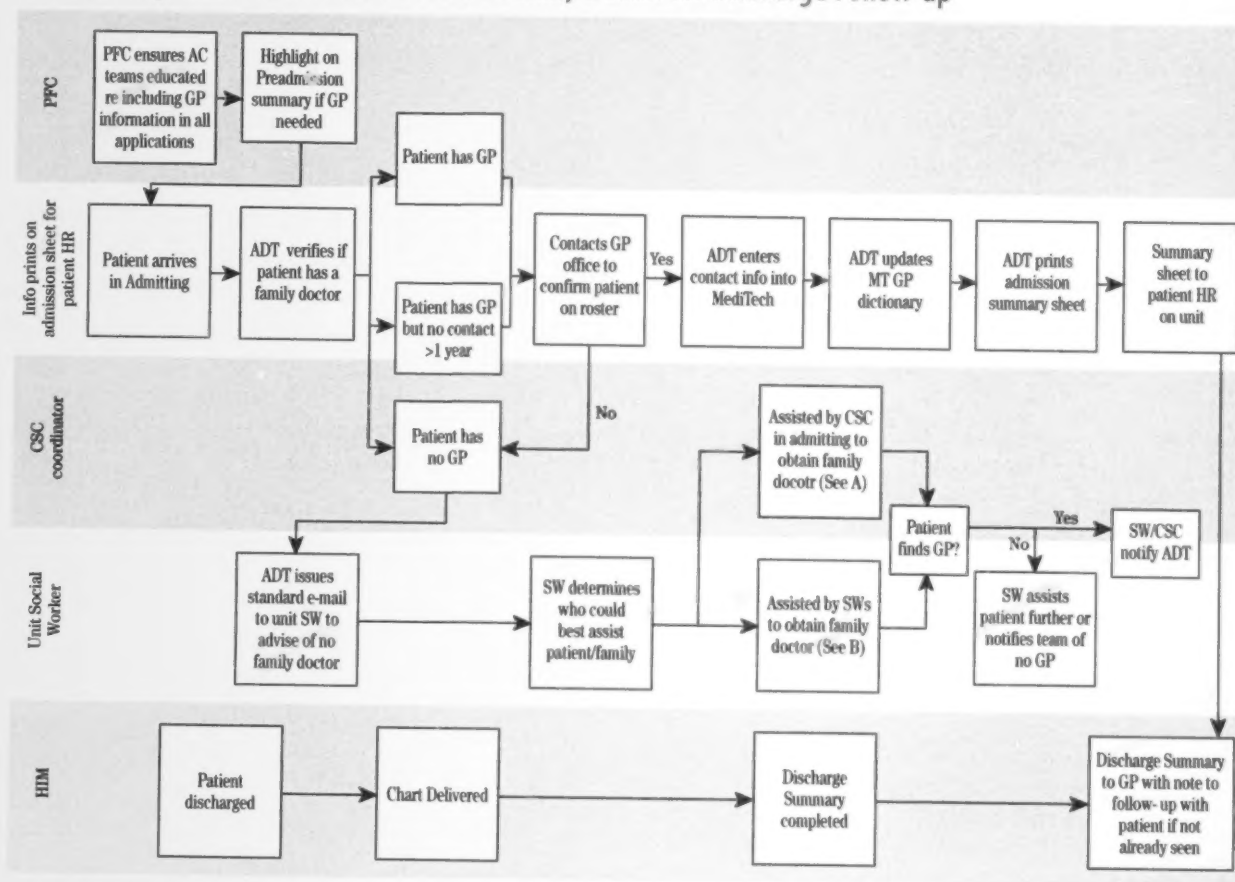 follow-up
PFC
PFC ensures AC
teams educated
re including GP
information in all
applications
Highlight on
Preadmission
summary if GP
needed
Patient has GP
Info prints on
admission sheet for
patient HR
Patient arrives
in Admitting
ADT verifies if
patient has a
family doctor
Patient has GP
but no contact
>1 year
Contacts GP
office to
confirm patient
on roster
Yes
ADT enters
contact info into
MediTech
ADT updates
MT GP
dictionary
ADT prints
admission
summary sheet
Summary
sheet to
patient HR
on unit
No
CSC
coordinator
Patient has
no GP
Assisted by CSC
in admitting to
obtain family
docotr (See A)
Patient
finds GP?
Yes
No
SW/CSC
notify ADT
Unit Social
Worker
ADT issues
standard e-mail
to unit SW to
advise of no
family doctor
SW determines
who could
best assist
patient/family
Assisted by SWs
to obtain family
doctor (See B)
SW assists
patient further or
notifies team of
no GP
HIM
Patient
discharged
Chart Delivered
Discharge
Summary
completed
Discharge Summary
to GP with note to
follow- up with
patient if not
already seen